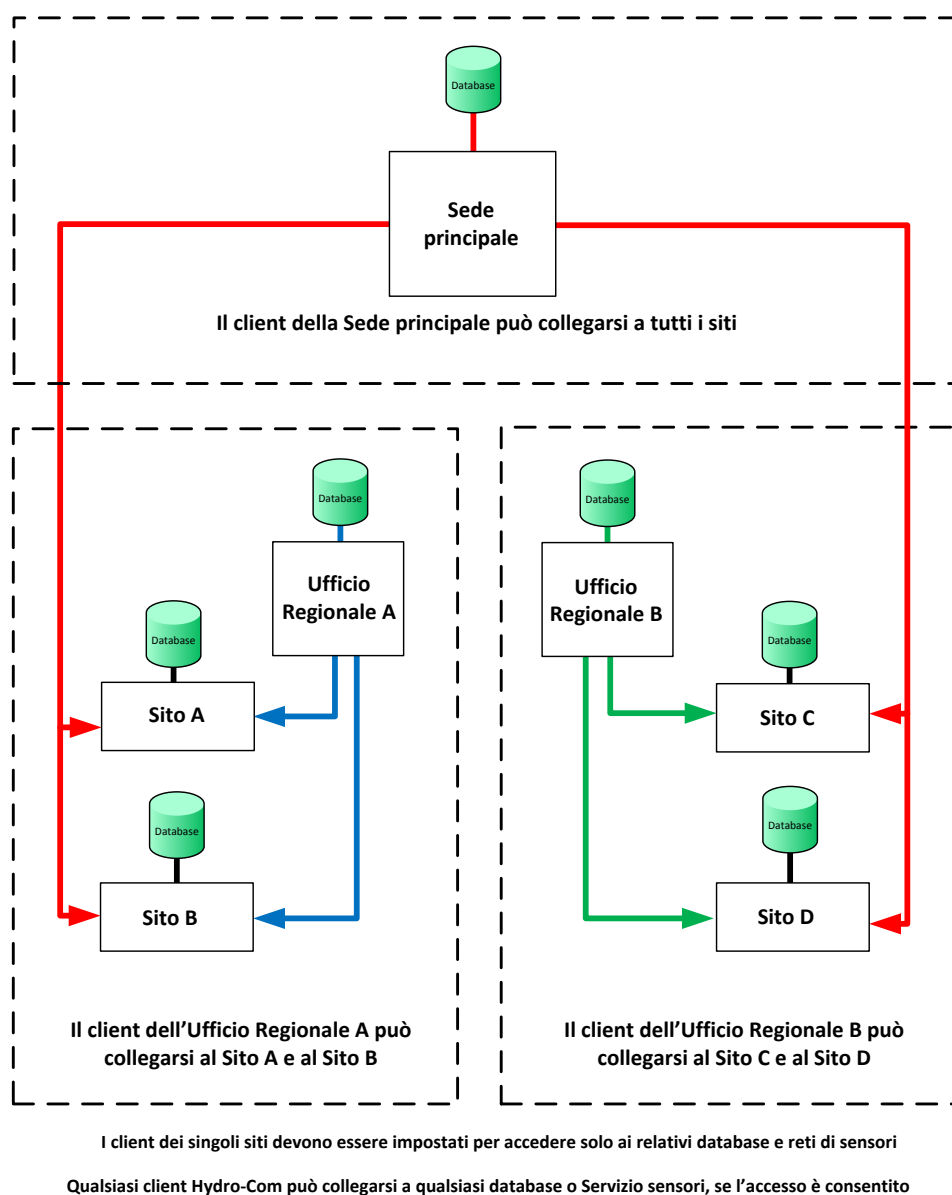 Database
Sede
principale
Il client della Sede principale può collegarsi a tutti i siti
Database
Ufficio
Regionale A
Database
Sito A
Database
Sito B
Il client dell'Ufficio Regionale A può
collegarsi al Sito A e al Sito B
Database
Ufficio
Regionale B
Database
Sito C
Database
Sito D
Il client dell'Ufficio Regionale B può
collegarsi al Sito C e al Sito D
I client dei singoli siti devono essere impostati per accedere solo ai relativi database e reti di sensori
Qualsiasi client Hydro-Com può collegarsi a qualsiasi database o Servizio sensori, se l'accesso è consentito